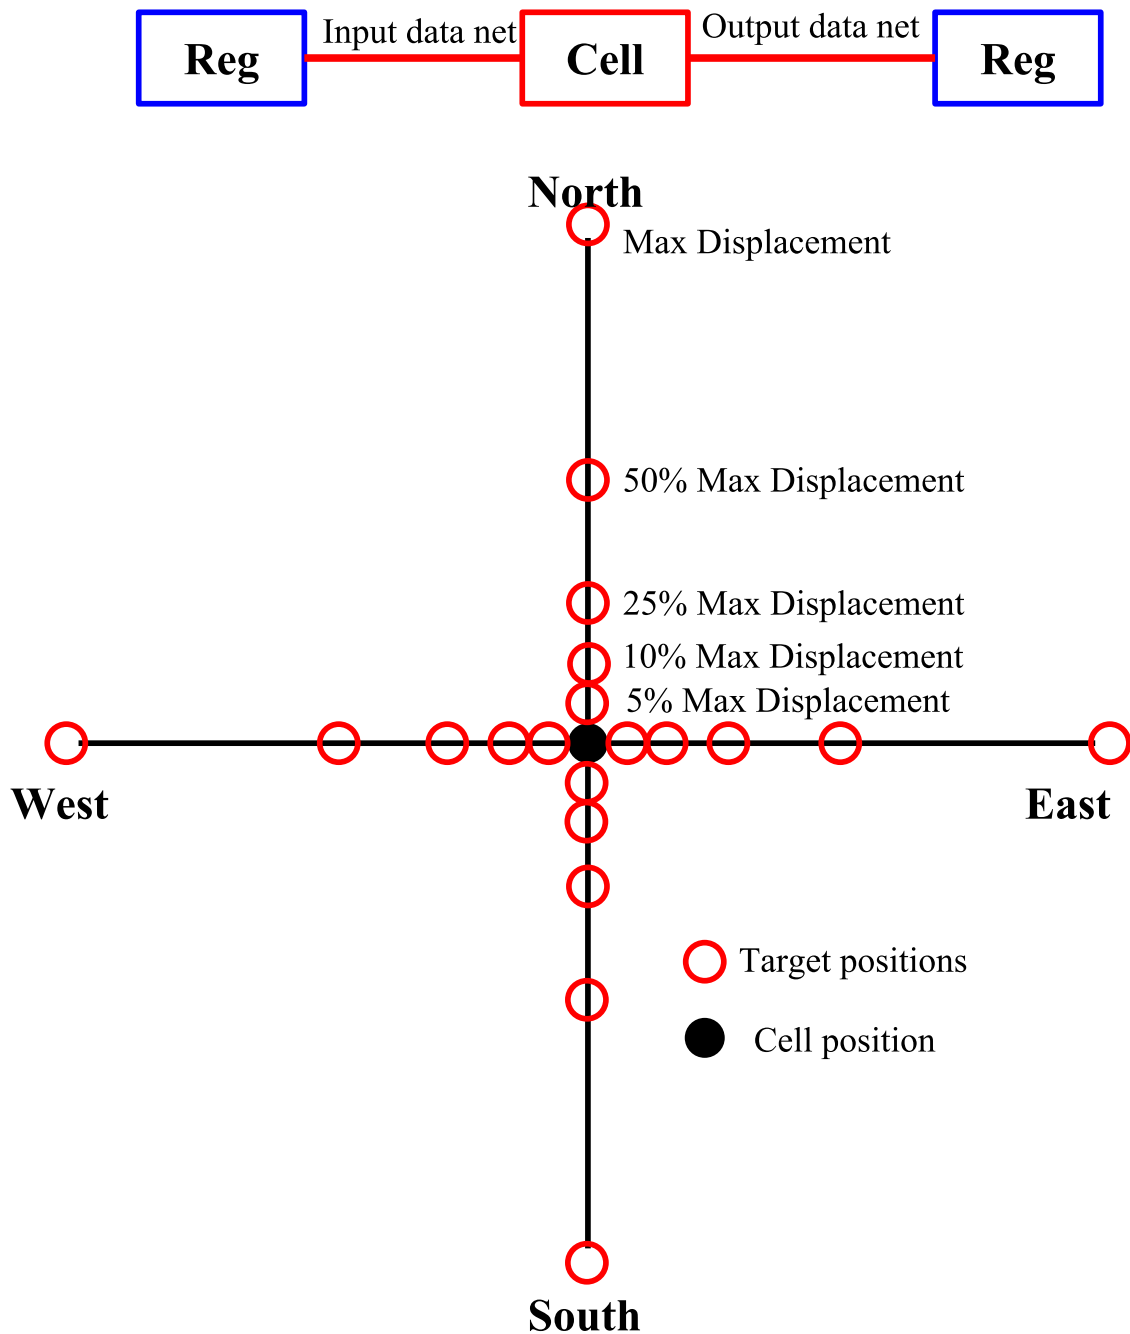 Input data net
Output data net
Reg
Cell
Reg
North
Max Displacement
50% Max Displacement
25% Max Displacement
10% Max Displacement
5% Max Displacement
West
East
Target positions
Cell position
South